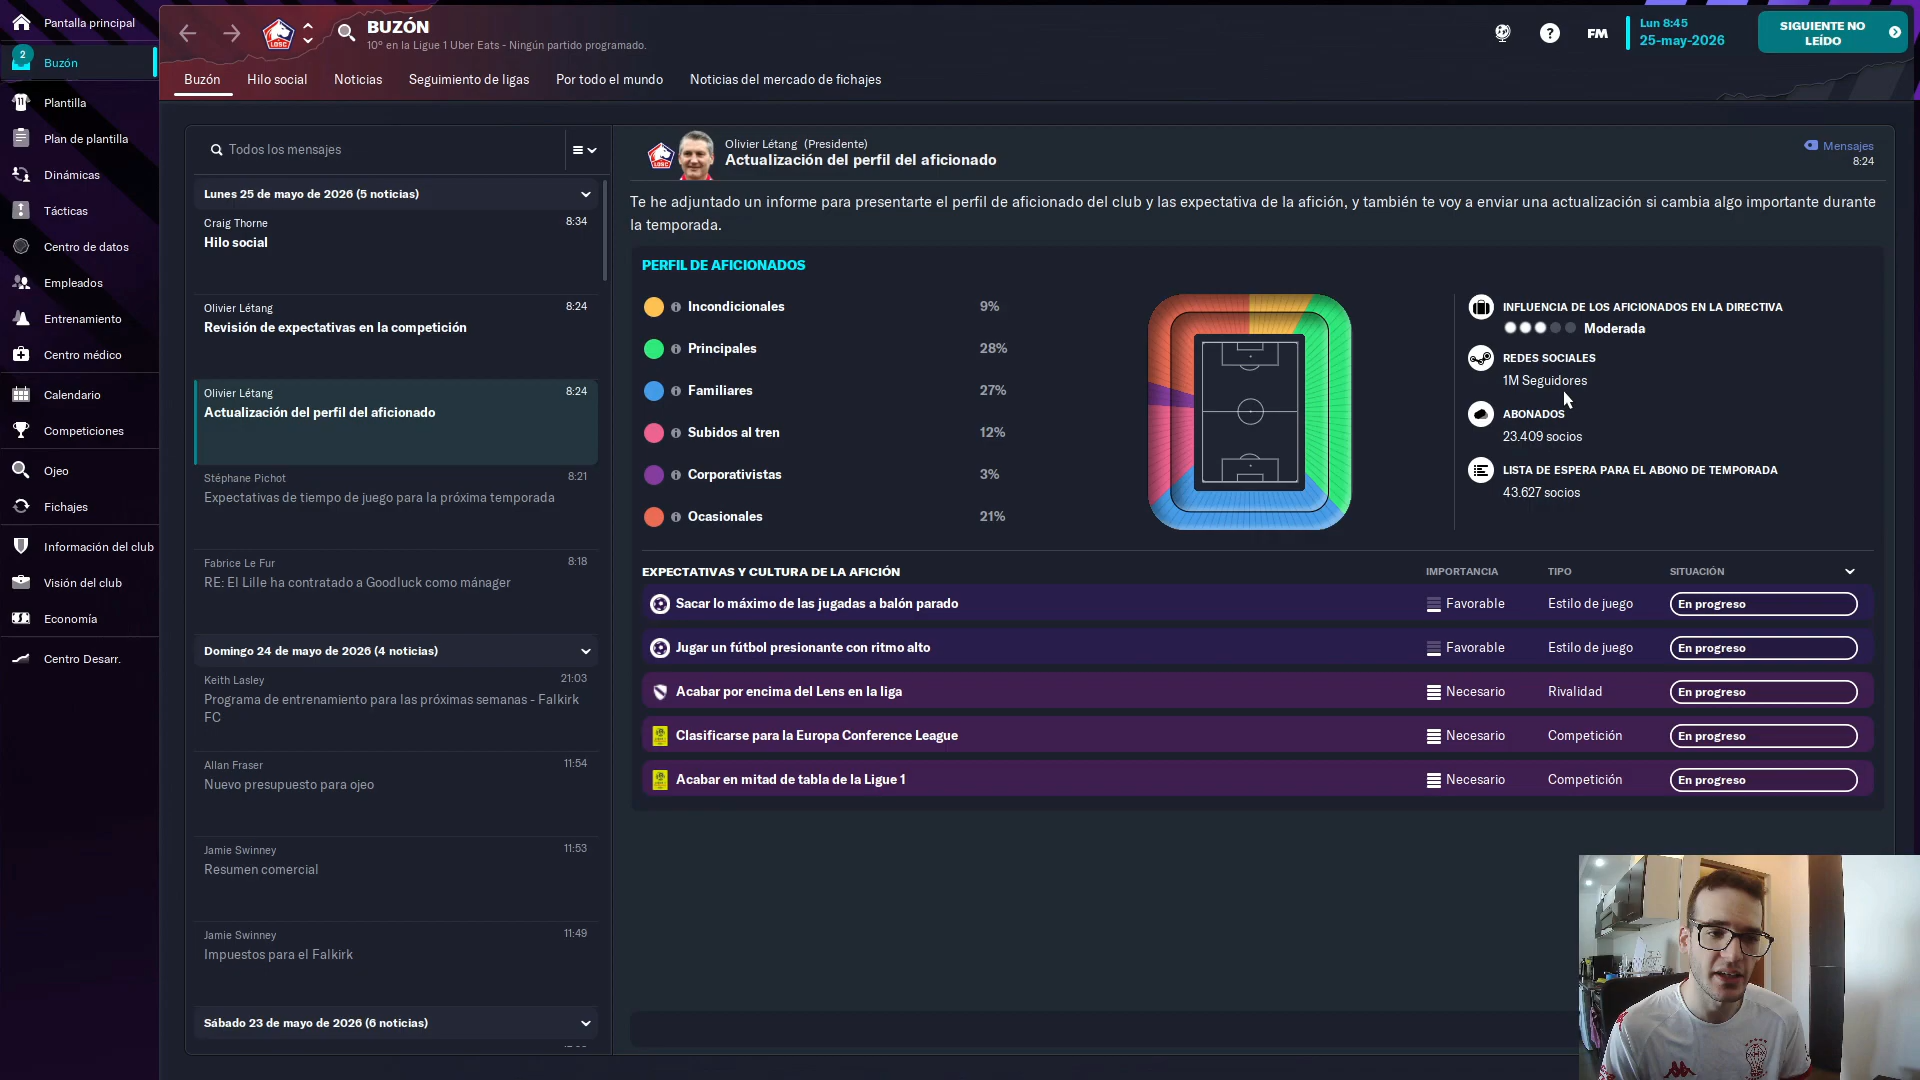 Pantalla principal
2
Buzón
Plantilla
Plan de plantilla
Dinámicas
Tácticas
Centro de datos
Empleados
Entrenamiento
Centro médico
Calendario
Competiciones
Ojeo
Fichajes
Información del club
Visión del club
Economía
Centro Desarr.
LOSC
BUZÓN
10º en la Ligue 1 Uber Eats - Ningún partido programado.
? FM
Lun 8:45
25-may-2026
SIGUIENTE NO LEÍDO
Buzón Hilo social Noticias Seguimiento de ligas Por todo el mundo Noticias del mercado de fichajes
Todos los mensajes
Lunes 25 de mayo de 2026 (5 noticias)
Craig Thorne 8:34
Hilo social
Olivier Létang 8:24
Revisión de expectativas en la competición
Olivier Létang 8:24
Actualización del perfil del aficionado
Stéphane Pichot 8:21
Expectativas de tiempo de juego para la próxima temporada
Fabrice Le Fur 8:18
RE: El Lille ha contratado a Goodluck como mánager
Domingo 24 de mayo de 2026 (4 noticias)
Keith Lasley 21:03
Programa de entrenamiento para las próximas semanas - Falkirk
FC
Allan Fraser 11:54
Nuevo presupuesto para ojeo
Jamie Swinney 11:53
Resumen comercial
Jamie Swinney 11:49
Impuestos para el Falkirk
Sábado 23 de mayo de 2026 (6 noticias)
Olivier Létang (Presidente)
Actualización del perfil del aficionado
Mensajes
8:24
Te he adjuntado un informe para presentarte el perfil de aficionado del club y las expectativa de la afición, y también te voy a enviar una actualización si cambia algo importante durante
la temporada.
PERFIL DE AFICIONADOS
Incondicionales 9%
Principales 28%
Familiares 27%
Subidos al tren 12%
Corporativistas 3%
Ocasionales 21%
INFLUENCIA DE LOS AFICIONADOS EN LA DIRECTIVA
Moderada
REDES SOCIALES
1M Seguidores
ABONADOS
23.409 socios
LISTA DE ESPERA PARA EL ABONO DE TEMPORADA
43.627 socios
EXPECTATIVAS Y CULTURA DE LA AFICIÓN IMPORTANCIA TIPO SITUACIÓN
Sacar lo máximo de las jugadas a balón parado Favorable Estilo de juego En progreso
Jugar un fútbol presionante con ritmo alto Favorable Estilo de juego En progreso
Acabar por encima del Lens en la liga Necesario Rivalidad En progreso
Clasificarse para la Europa Conference League Necesario Competición En progreso
Acabar en mitad de tabla de la Ligue 1 Necesario Competición En progreso